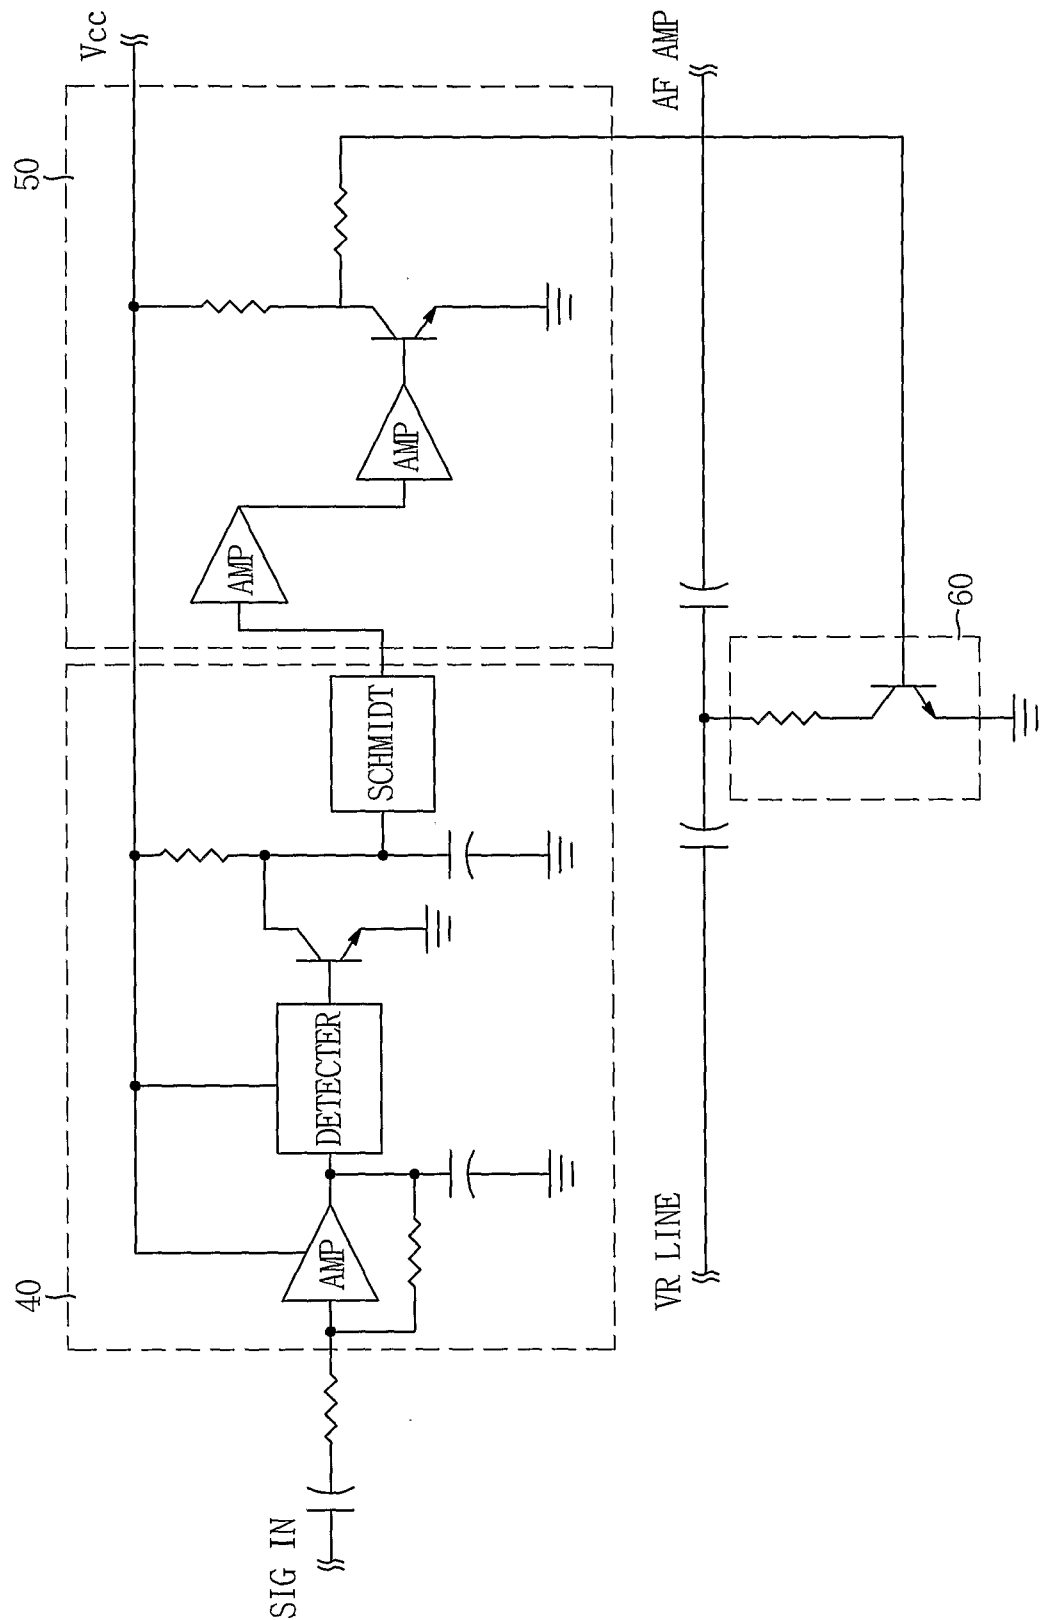 Vcc
50
40
AMP
AMP
SCHMIDT
DETECTER
AMP
SIG IN
AF AMP
60
VR LINE